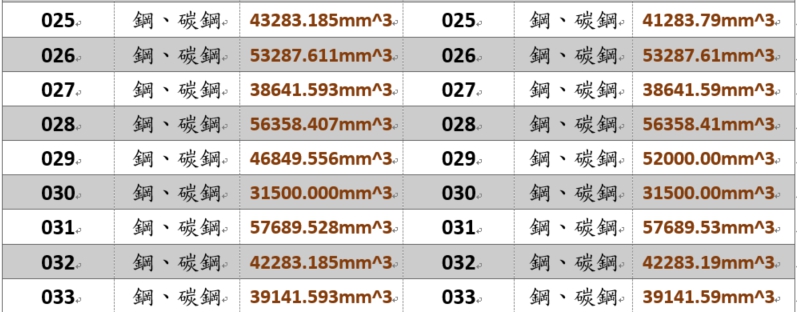 025 鋼、碳鋼 43283.185mm^3 025 鋼、碳鋼 41283.79mm^3
026 鋼、碳鋼 53287.611mm^3 026 鋼、碳鋼 53287.61mm^3
027 鋼、碳鋼 38641.593mm^3 027 鋼、碳鋼 38641.59mm^3
028 鋼、碳鋼 56358.407mm^3 028 鋼、碳鋼 56358.41mm^3
029 鋼、碳鋼 46849.556mm^3 029 鋼、碳鋼 52000.00mm^3
030 鋼、碳鋼 31500.000mm^3 030 鋼、碳鋼 31500.00mm^3
031 鋼、碳鋼 57689.528mm^3 031 鋼、碳鋼 57689.53mm^3
032 鋼、碳鋼 42283.185mm^3 032 鋼、碳鋼 42283.19mm^3
033 鋼、碳鋼 39141.593mm^3 033 鋼、碳鋼 39141.59mm^3